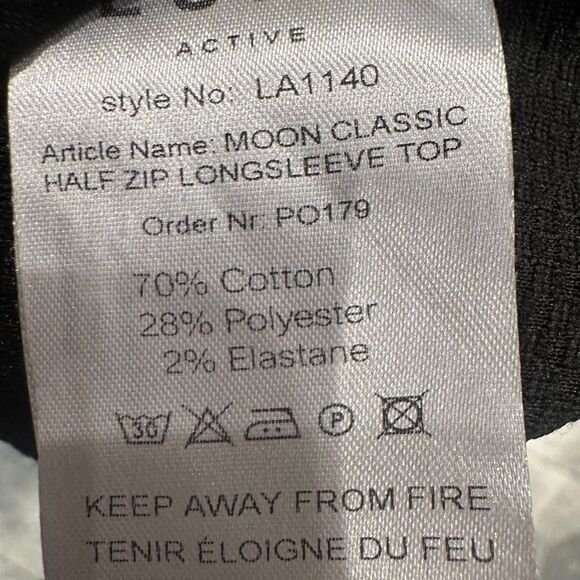 ACTIVE
style No: LA1140
Article Name: MOON CLASSIC
HALF ZIP LONGSLEEVE TOP
Order Nr: PO179
70% Cotton
28% Polyester
2% Elastane
30 P
KEEP AWAY FROM FIRE
TENIR ÉLOIGNE DU FEU